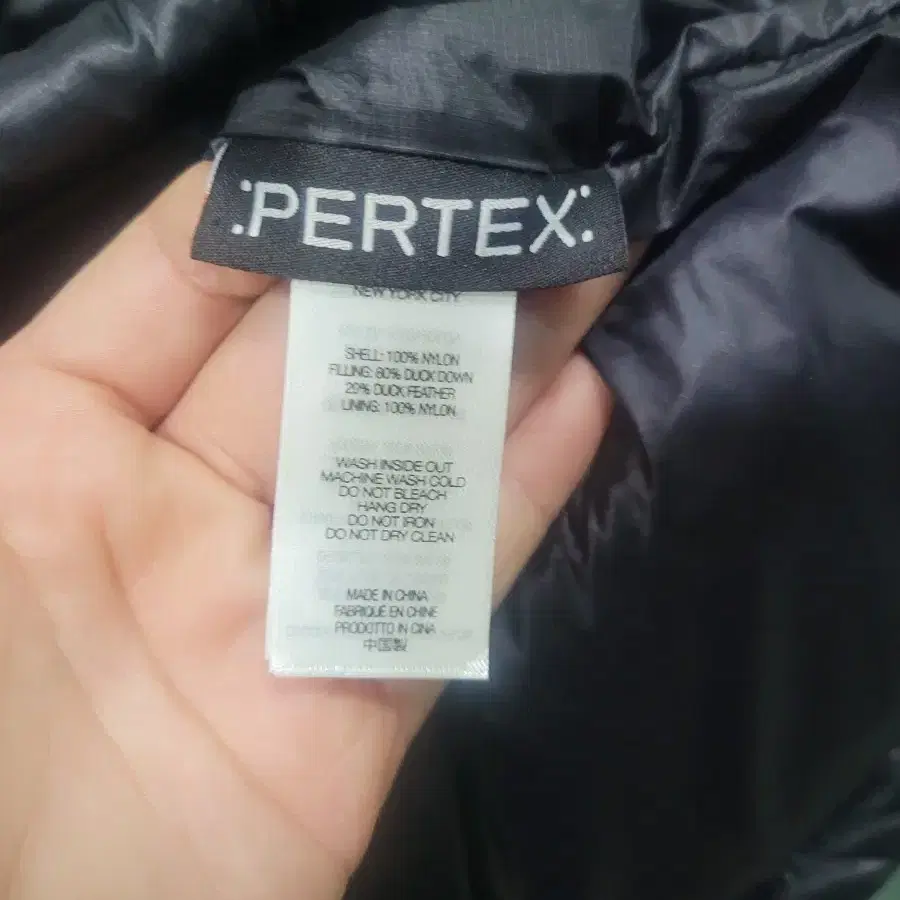 PERTEX
NEW YORK CITY
SHELL: 100% NYLON
FILLING: 80% DUCK DOWN
20% DUCK FEATHER
LINING: 100% NYLON
WASH INSIDE OUT
MACHINE WASH COLD
DO NOT BLEACH
HANG DRY
DO NOT IRON
DO NOT DRY CLEAN
MADE IN CHINA
FABRIQUÉ EN CHINE
PRODOTTO IN CINA
中国製